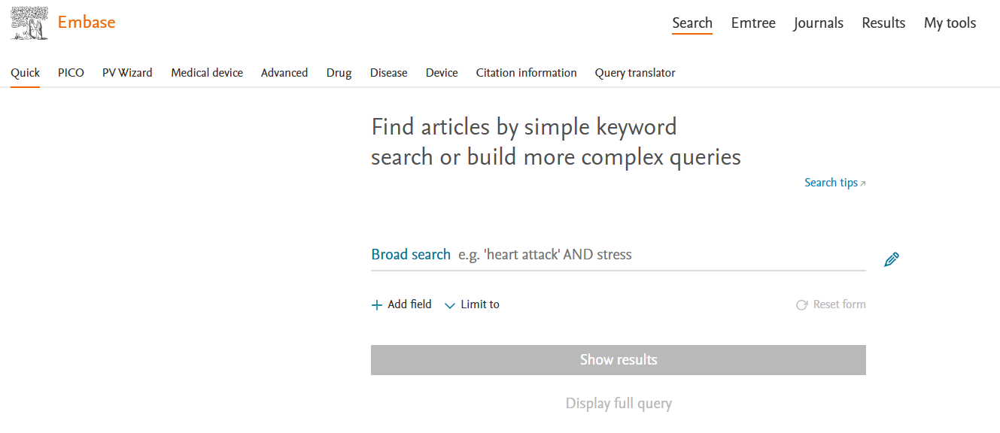 Embase
Search Emtree Journals Results My tools
Quick PICO PV Wizard Medical device Advanced Drug Disease Device Citation information Query translator
Find articles by simple keyword
search or build more complex queries
Search tips
Broad search e.g. 'heart attack' AND stress
Add field Limit to Reset form
Show results
Display full query